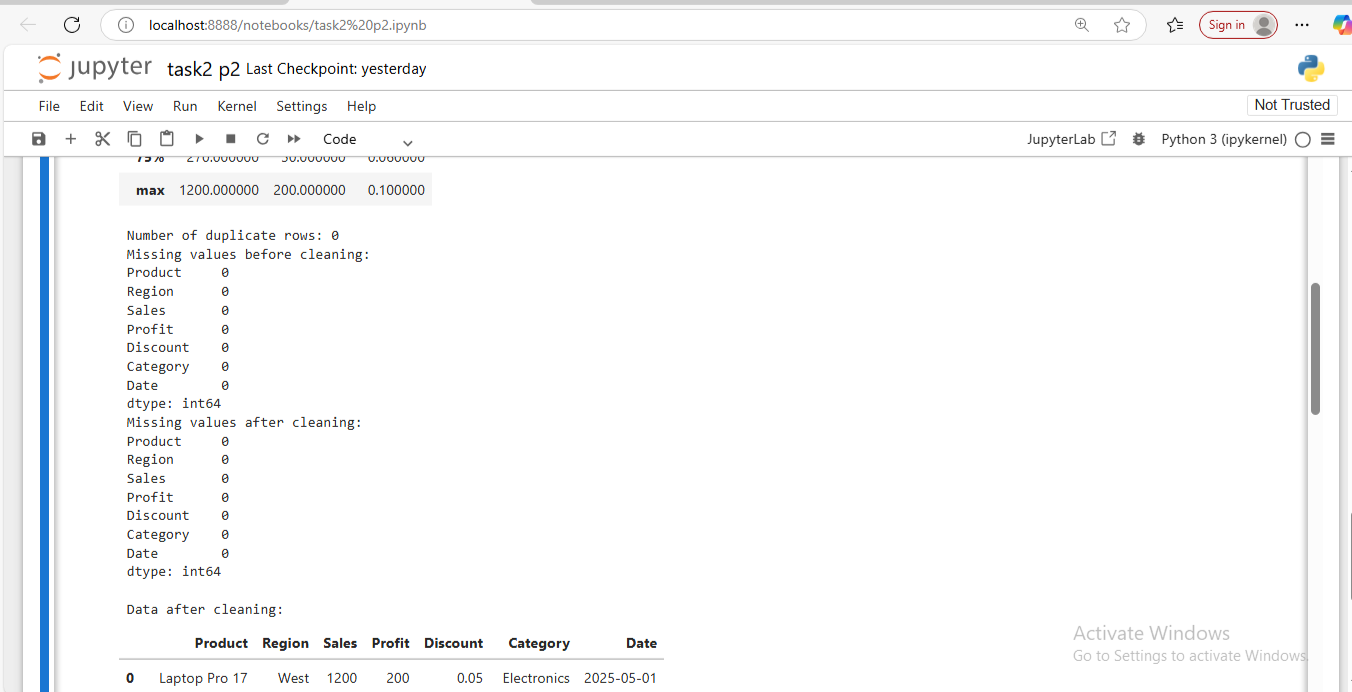 localhost:8888/notebooks/task2%20p2.ipynb
Sign in
jupyter task2 p2 Last Checkpoint: yesterday
File Edit View Run Kernel Settings Help
Not Trusted
Code
JupyterLab
Python 3 (ipykernel)
75% 270.000000 50.000000 0.060000
max 1200.000000 200.000000 0.100000
Number of duplicate rows: 0
Missing values before cleaning:
Product 0
Region 0
Sales 0
Profit 0
Discount 0
Category 0
Date 0
dtype: int64
Missing values after cleaning:
Product 0
Region 0
Sales 0
Profit 0
Discount 0
Category 0
Date 0
dtype: int64
Data after cleaning:
Product Region Sales Profit Discount Category Date
0 Laptop Pro 17 West 1200 200 0.05 Electronics 2025-05-01
Activate Windows
Go to Settings to activate Windows.